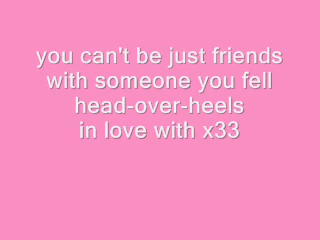 you can't be just friends
with someone you fell
head-over-heels
in love with x33